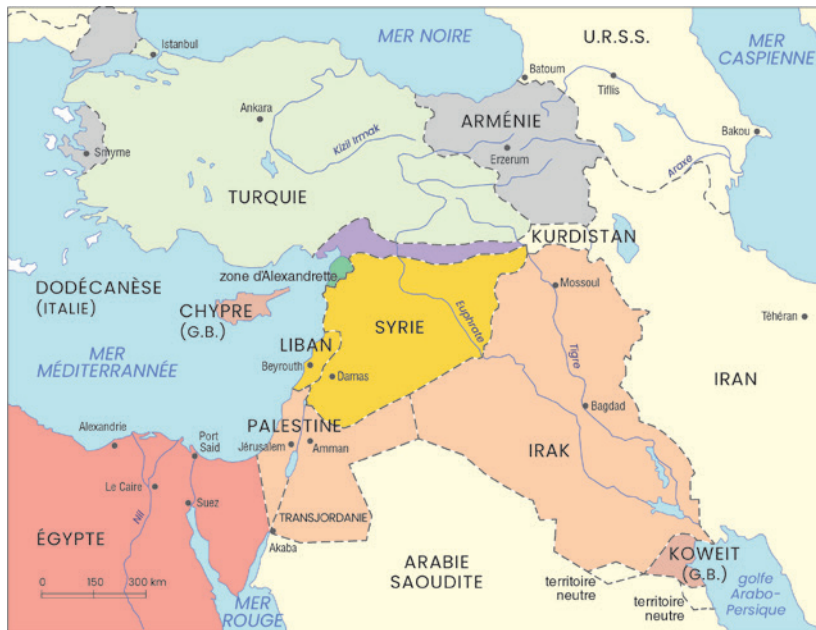 MER NOIRE
U.R.S.S.
MER
CASPIENNE
Istanbul
Batoum
Tiflis
Ankara
ARMÉNIE
Bakou
Kizil Irmak
Erzerum
Smyrne
Araxe
TURQUIE
KURDISTAN
zone d'Alexandrette
DODÉCANÈSE
(ITALIE)
CHYPRE
(G.B.)
Mossoul
Téhéran
SYRIE
Euphrate
LIBAN
Tigre
MER
MÉDITERRANNÉE
Beyrouth
Damas
IRAN
Bagdad
Alexandrie
Port
Saïd
PALESTINE
Jérusalem
Amman
IRAK
Le Caire
Suez
Nil
TRANSJORDANIE
ÉGYPTE
Akaba
KOWEIT
(G.B.)
ARABIE
SAOUDITE
territoire
neutre
territoire
neutre
golfe
Arabo-
Persique
0 150 300 km
MER
ROUGE